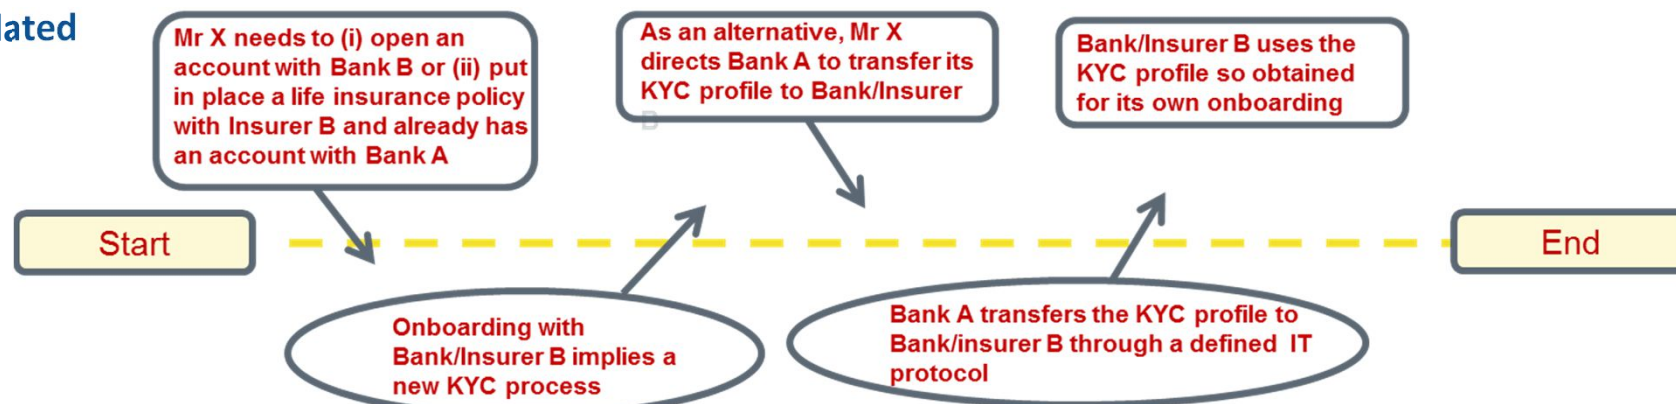 lated
Mr X needs to (i) open an
account with Bank B or (ii) put
in place a life insurance policy
with Insurer B and already has
an account with Bank A
As an alternative, Mr X
directs Bank A to transfer its
KYC profile to Bank/Insurer
B
Bank/Insurer B uses the
KYC profile so obtained
for its own onboarding
Start
End
Onboarding with
Bank/Insurer B implies a
new KYC process
Bank A transfers the KYC profile to
Bank/insurer B through a defined IT
protocol